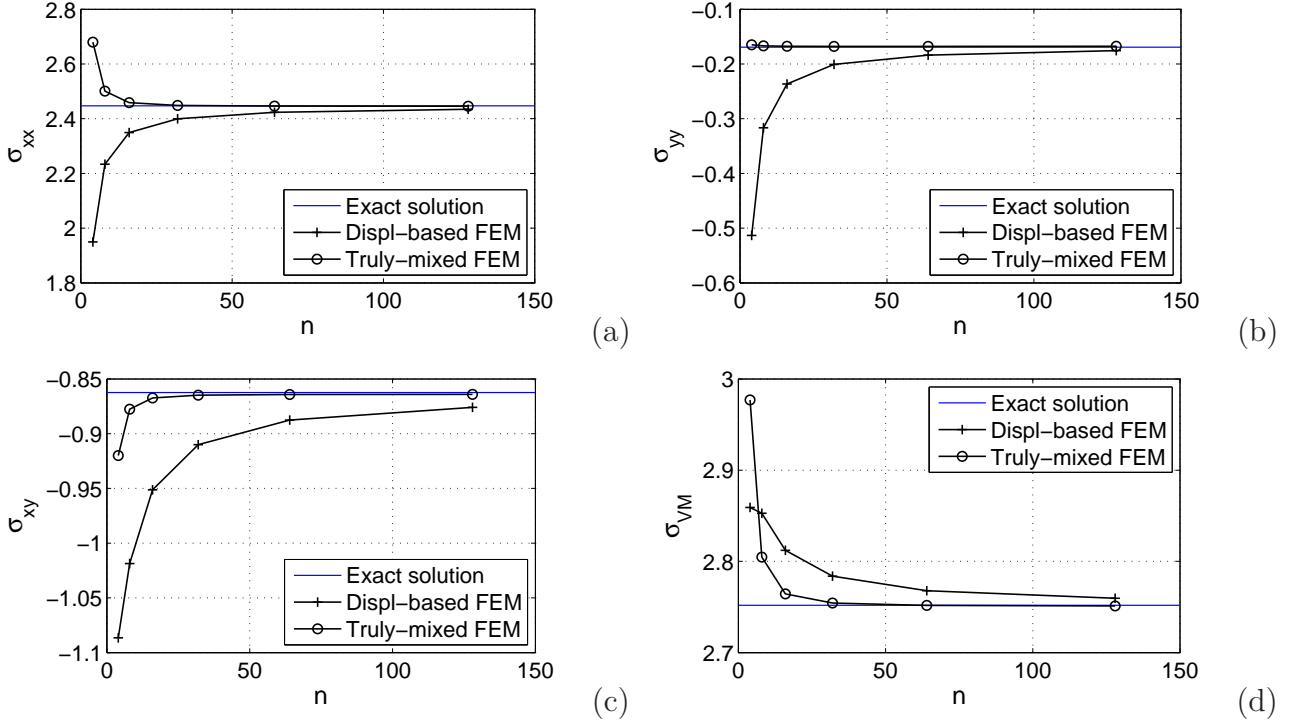 2.8
2.6
2.4
2.2
2
1.8
σxx
0 50 100 150
n
Exact solution
Displ−based FEM
Truly−mixed FEM
(a)
−0.1
−0.2
−0.3
−0.4
−0.5
−0.6
σyy
0 50 100 150
n
Exact solution
Displ−based FEM
Truly−mixed FEM
(b)
−0.85
−0.9
−0.95
−1
−1.05
−1.1
σxy
0 50 100 150
n
Exact solution
Displ−based FEM
Truly−mixed FEM
(c)
3
2.9
2.8
2.7
σVM
0 50 100 150
n
Exact solution
Displ−based FEM
Truly−mixed FEM
(d)